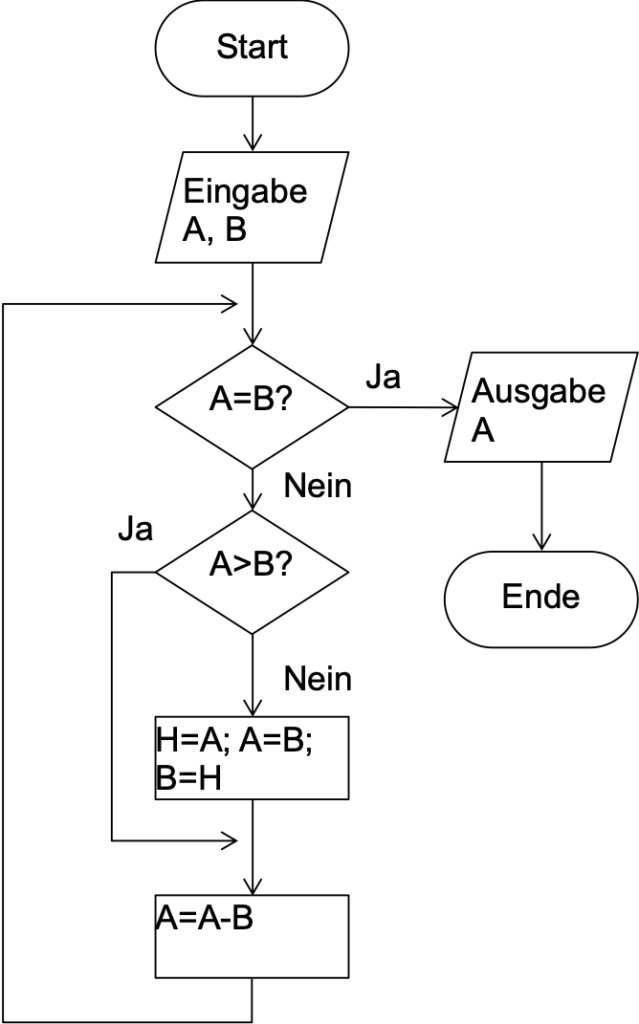 Start
Eingabe
A, B
A=B?
Ja
Ausgabe
A
Nein
Ende
Ja
A>B?
Nein
H=A; A=B;
B=H
A=A-B